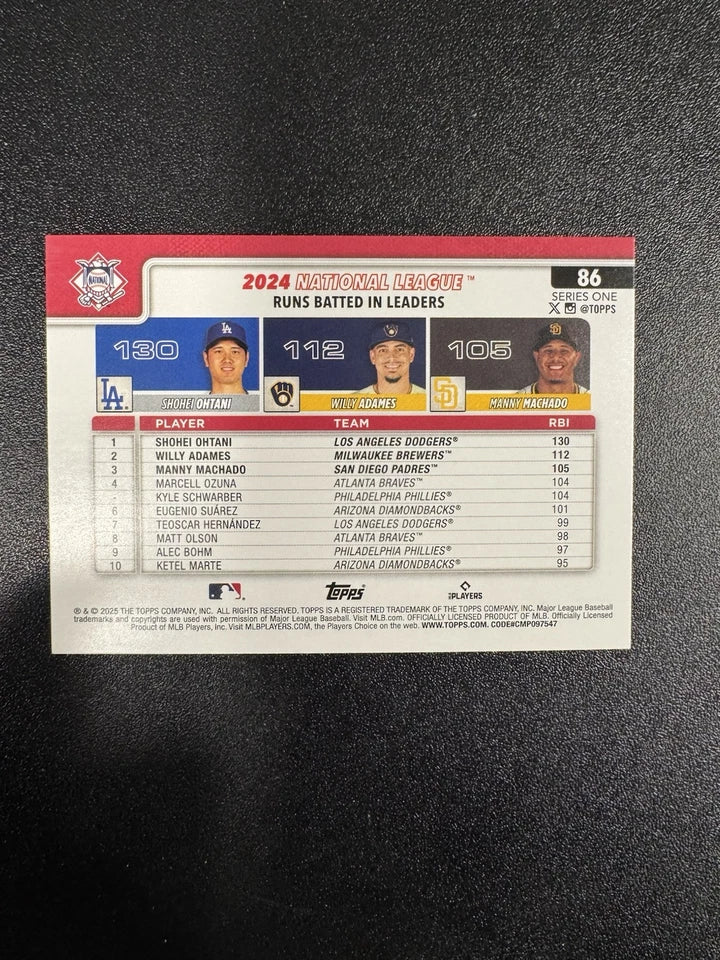 NATIONAL
2024 NATIONAL LEAGUE™
RUNS BATTED IN LEADERS
86
SERIES ONE
@TOPPS
130
LA
SHOHEI OHTANI
112
WILLY ADAMES
105
SD
MANNY MACHADO
PLAYER TEAM RBI
1 SHOHEI OHTANI LOS ANGELES DODGERS® 130
2 WILLY ADAMES MILWAUKEE BREWERS™ 112
3 MANNY MACHADO SAN DIEGO PADRES™ 105
4 MARCELL OZUNA ATLANTA BRAVES™ 104
- KYLE SCHWARBER PHILADELPHIA PHILLIES® 104
6 EUGENIO SUÁREZ ARIZONA DIAMONDBACKS® 101
7 TEOSCAR HERNÁNDEZ LOS ANGELES DODGERS® 99
8 MATT OLSON ATLANTA BRAVES™ 98
9 ALEC BOHM PHILADELPHIA PHILLIES® 97
10 KETEL MARTE ARIZONA DIAMONDBACKS® 95
Topps®
PLAYERS
® & © 2025 THE TOPPS COMPANY, INC. ALL RIGHTS RESERVED. TOPPS IS A REGISTERED TRADEMARK OF THE TOPPS COMPANY, INC. Major League Baseball
trademarks and copyrights are used with permission of Major League Baseball. Visit MLB.com. OFFICIALLY LICENSED PRODUCT OF MLB. Officially Licensed
Product of MLB Players, Inc. Visit MLBPLAYERS.COM, the Players Choice on the web. WWW.TOPPS.COM. CODE#CMP097547